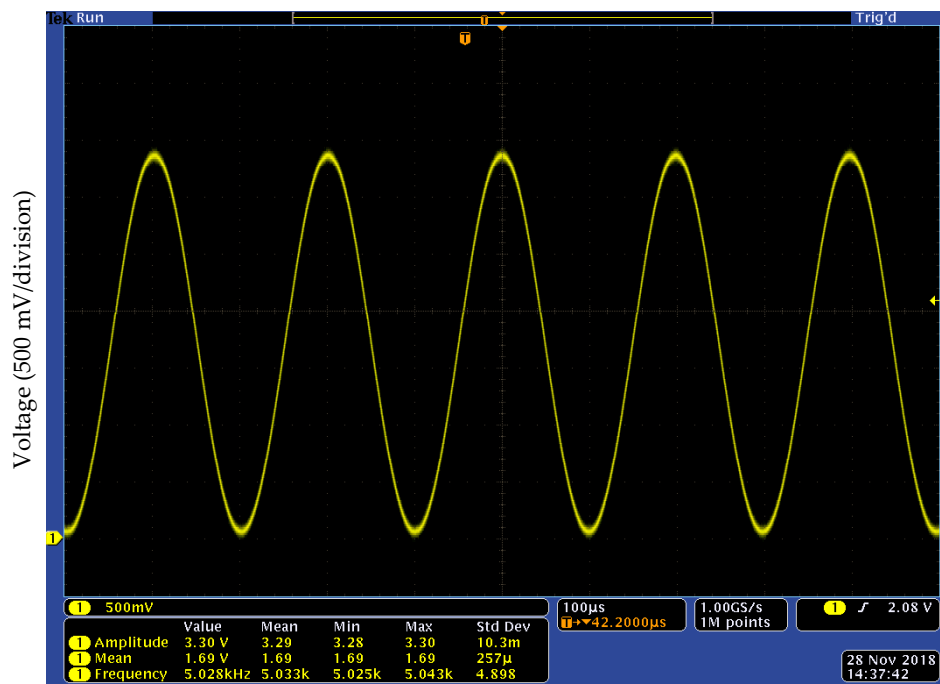 Tek Run Trig'd
T
T
Voltage (500 mV/division)
1
1 500mV
Value Mean Min Max Std Dev
1 Amplitude 3.30 V 3.29 3.28 3.30 10.3m
1 Mean 1.69 V 1.69 1.69 1.69 257µ
1 Frequency 5.028kHz 5.033k 5.025k 5.043k 4.898
100µs
T→▼42.2000µs
1.00GS/s
1M points
1 ∫ 2.08 V
28 Nov 2018
14:37:42